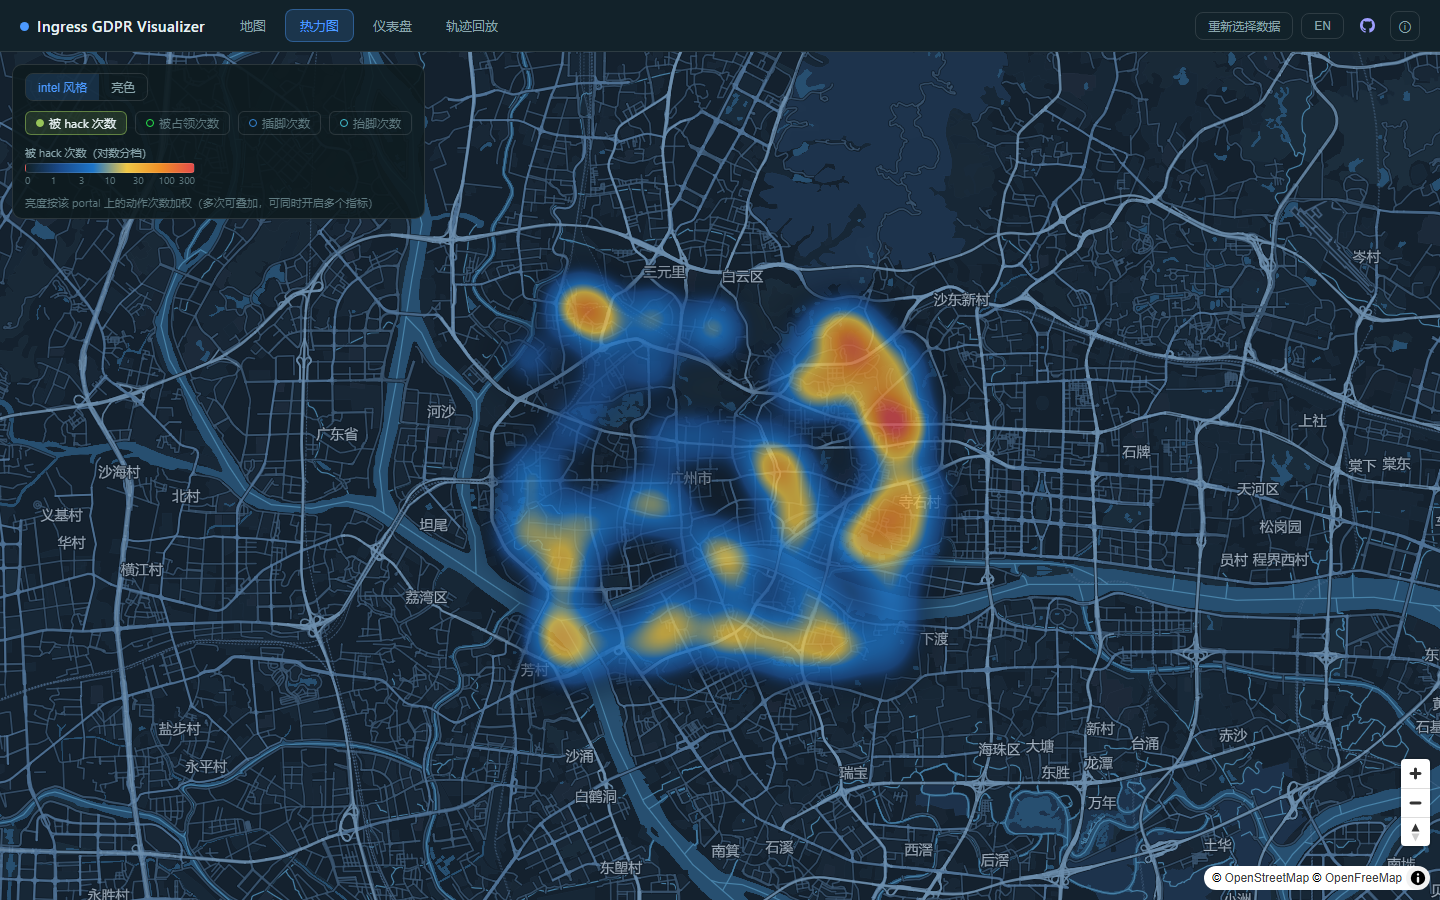 Ingress GDPR Visualizer
地图
热力图
仪表盘
轨迹回放
重新选择数据
EN
intel 风格
亮色
被 hack 次数
被占领次数
插脚次数
抬脚次数
被 hack 次数（对数分档）
0 1 3 10 30 100 300
亮度按该 portal 上的动作次数加权（多次可叠加，可同时开启多个指标）
三元里
白云区
岑村
沙东新村
河沙
广东省
上社
石牌
棠下
棠东
沙海村
北村
广州市
天河区
寺右村
义基村
坦尾
松岗园
华村
员村
程界西村
横江村
荔湾区
下渡
芳村
东
盐步村
新村
赤沙
石基
台涌
海珠区
大塘
沙涌
永平村
龙潭
瑞宝
东胜
白鹤洞
万年
南箕
石溪
西滘
后滘
土华
东塱村
永胜村
© OpenStreetMap © OpenFreeMap